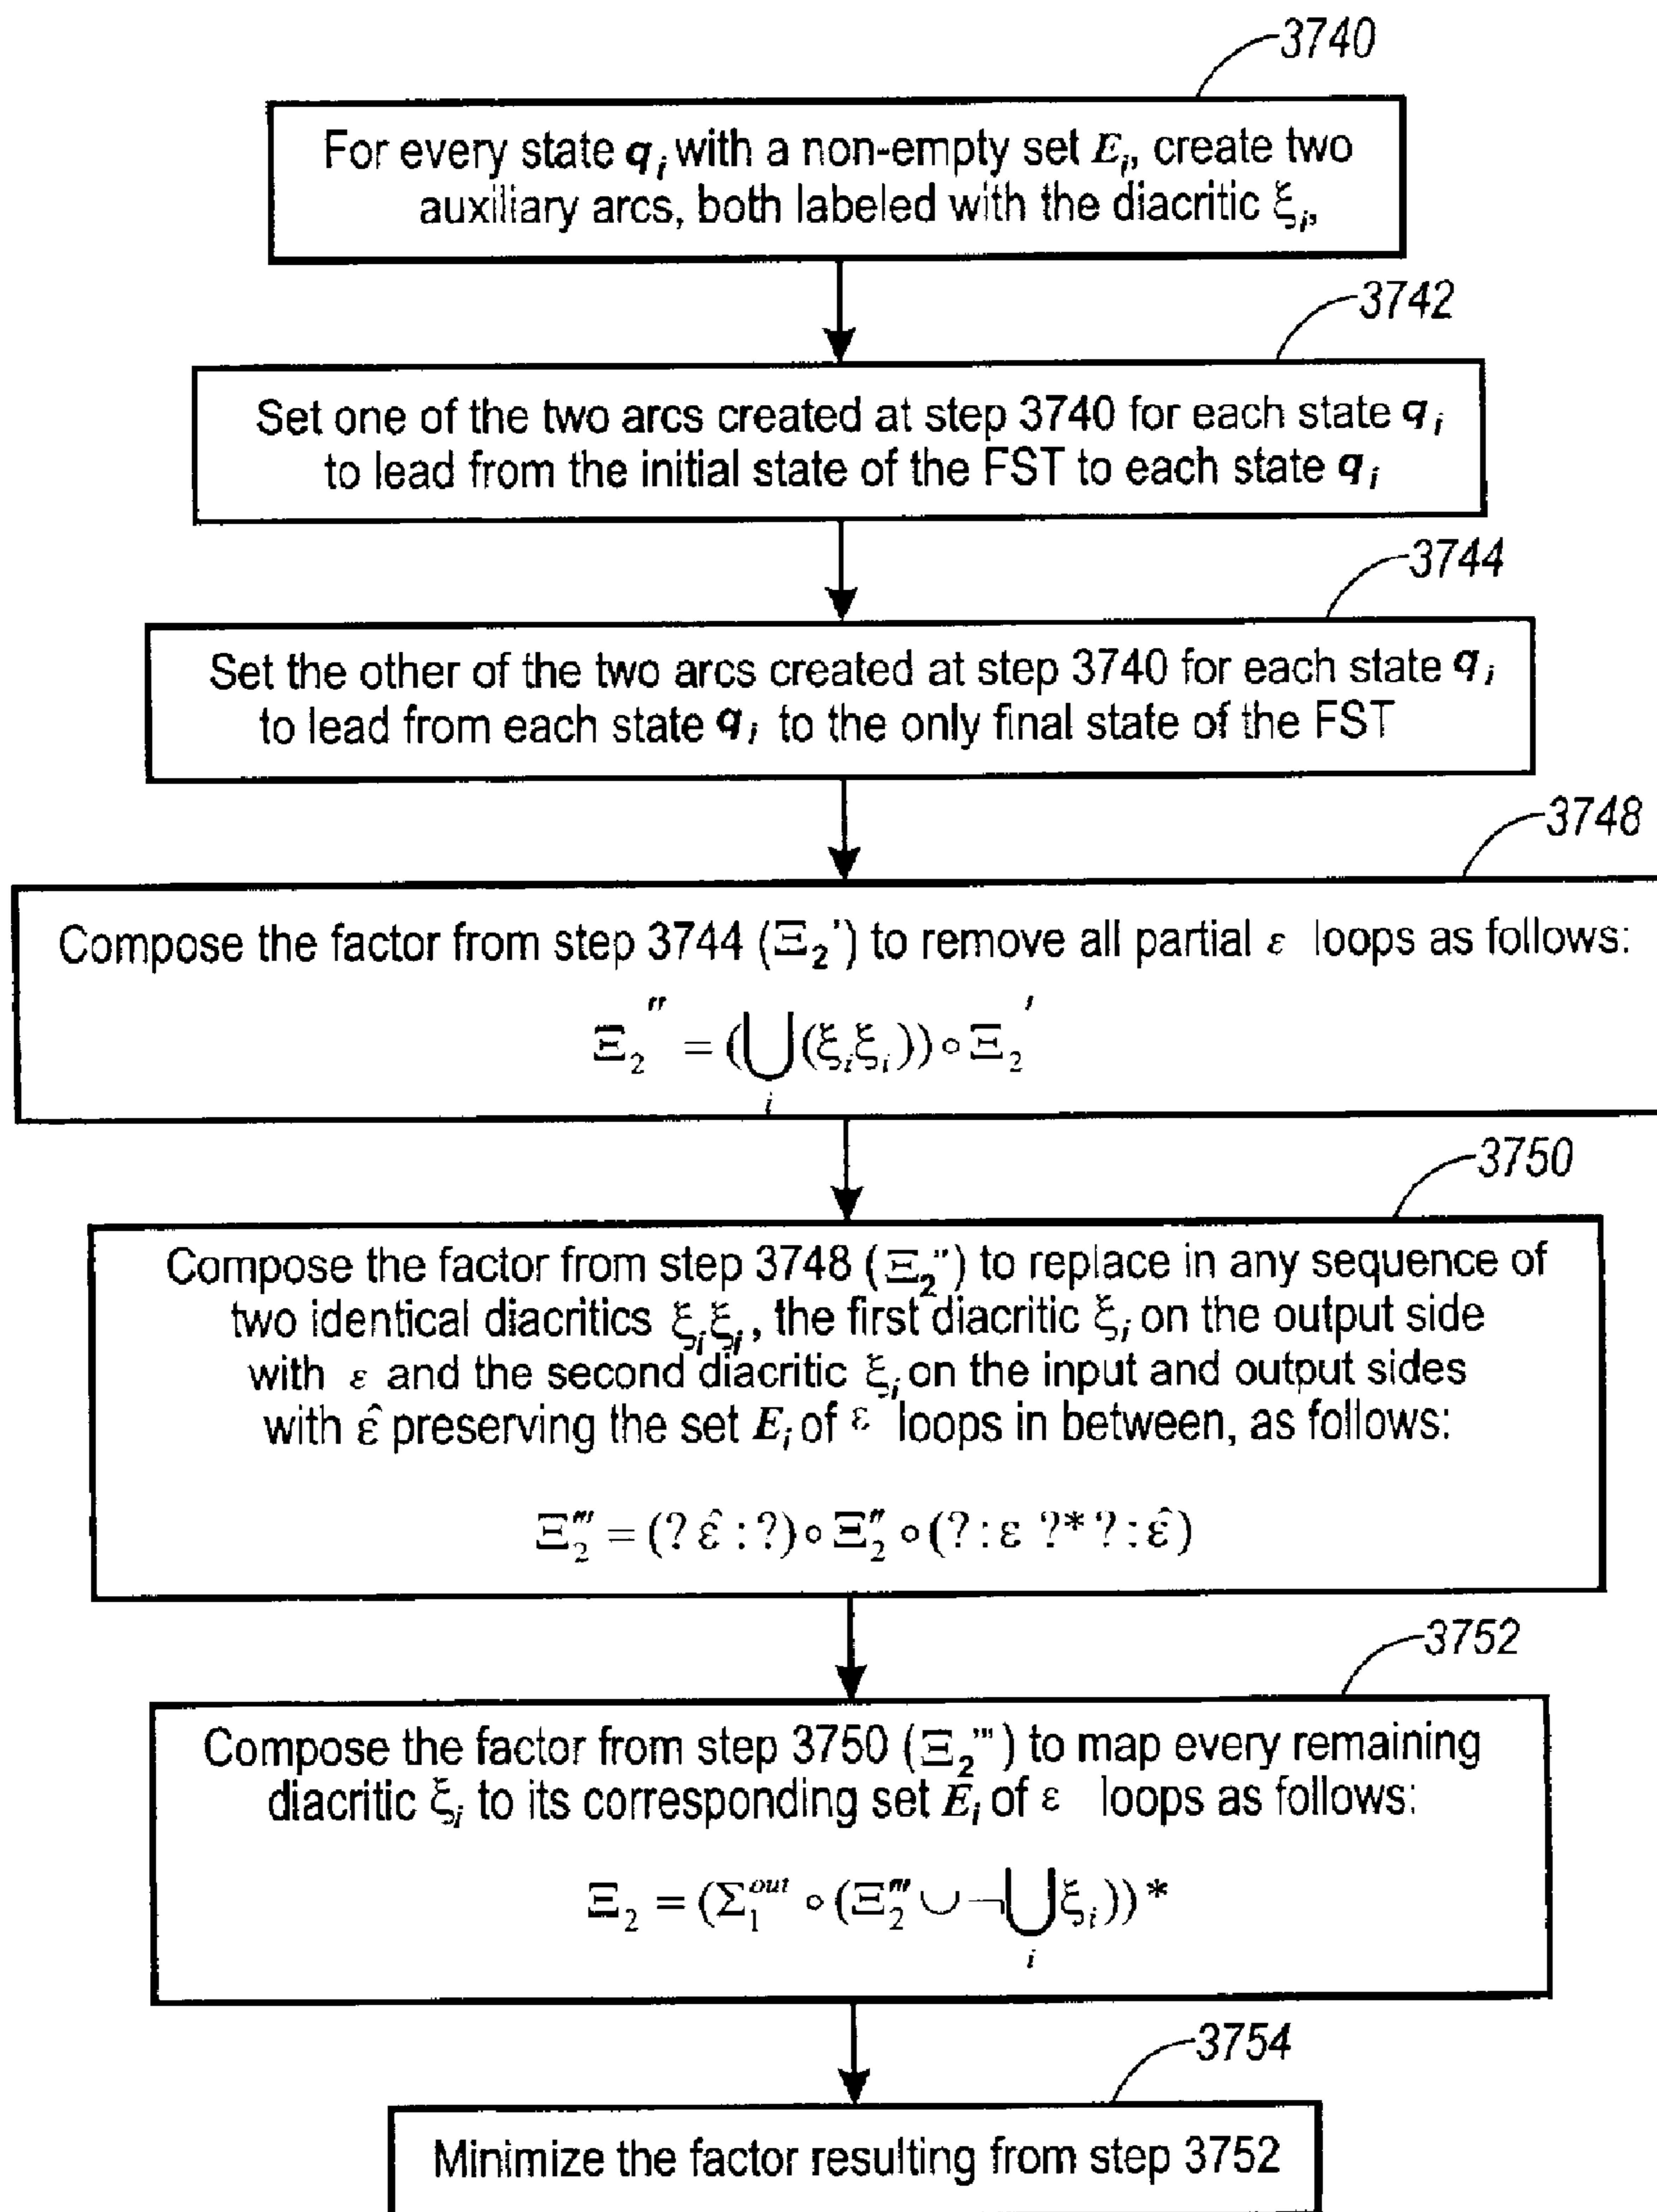 3740
For every state qᵢ with a non-empty set Eᵢ, create two
auxiliary arcs, both labeled with the diacritic ξᵢ,
3742
Set one of the two arcs created at step 3740 for each state qᵢ
to lead from the initial state of the FST to each state qᵢ
3744
Set the other of the two arcs created at step 3740 for each state qᵢ
to lead from each state qᵢ to the only final state of the FST
3748
Compose the factor from step 3744 (Ξ₂') to remove all partial ε loops as follows:
Ξ₂'' = (⋃ᵢ(ξᵢξᵢ)) ∘ Ξ₂'
3750
Compose the factor from step 3748 (Ξ₂'') to replace in any sequence of
two identical diacritics ξᵢξᵢ, the first diacritic ξᵢ on the output side
with ε and the second diacritic ξᵢ on the input and output sides
with ε̂ preserving the set Eᵢ of ε loops in between, as follows:
Ξ₂''' = (? ε̂ : ?) ∘ Ξ₂'' ∘ (? : ε ?* ? : ε̂)
3752
Compose the factor from step 3750 (Ξ₂''') to map every remaining
diacritic ξᵢ to its corresponding set Eᵢ of ε loops as follows:
Ξ₂ = (Σ₁ᵒᵘᵗ ∘ (Ξ₂''' ∪ ¬⋃ᵢ ξᵢ))*
3754
Minimize the factor resulting from step 3752